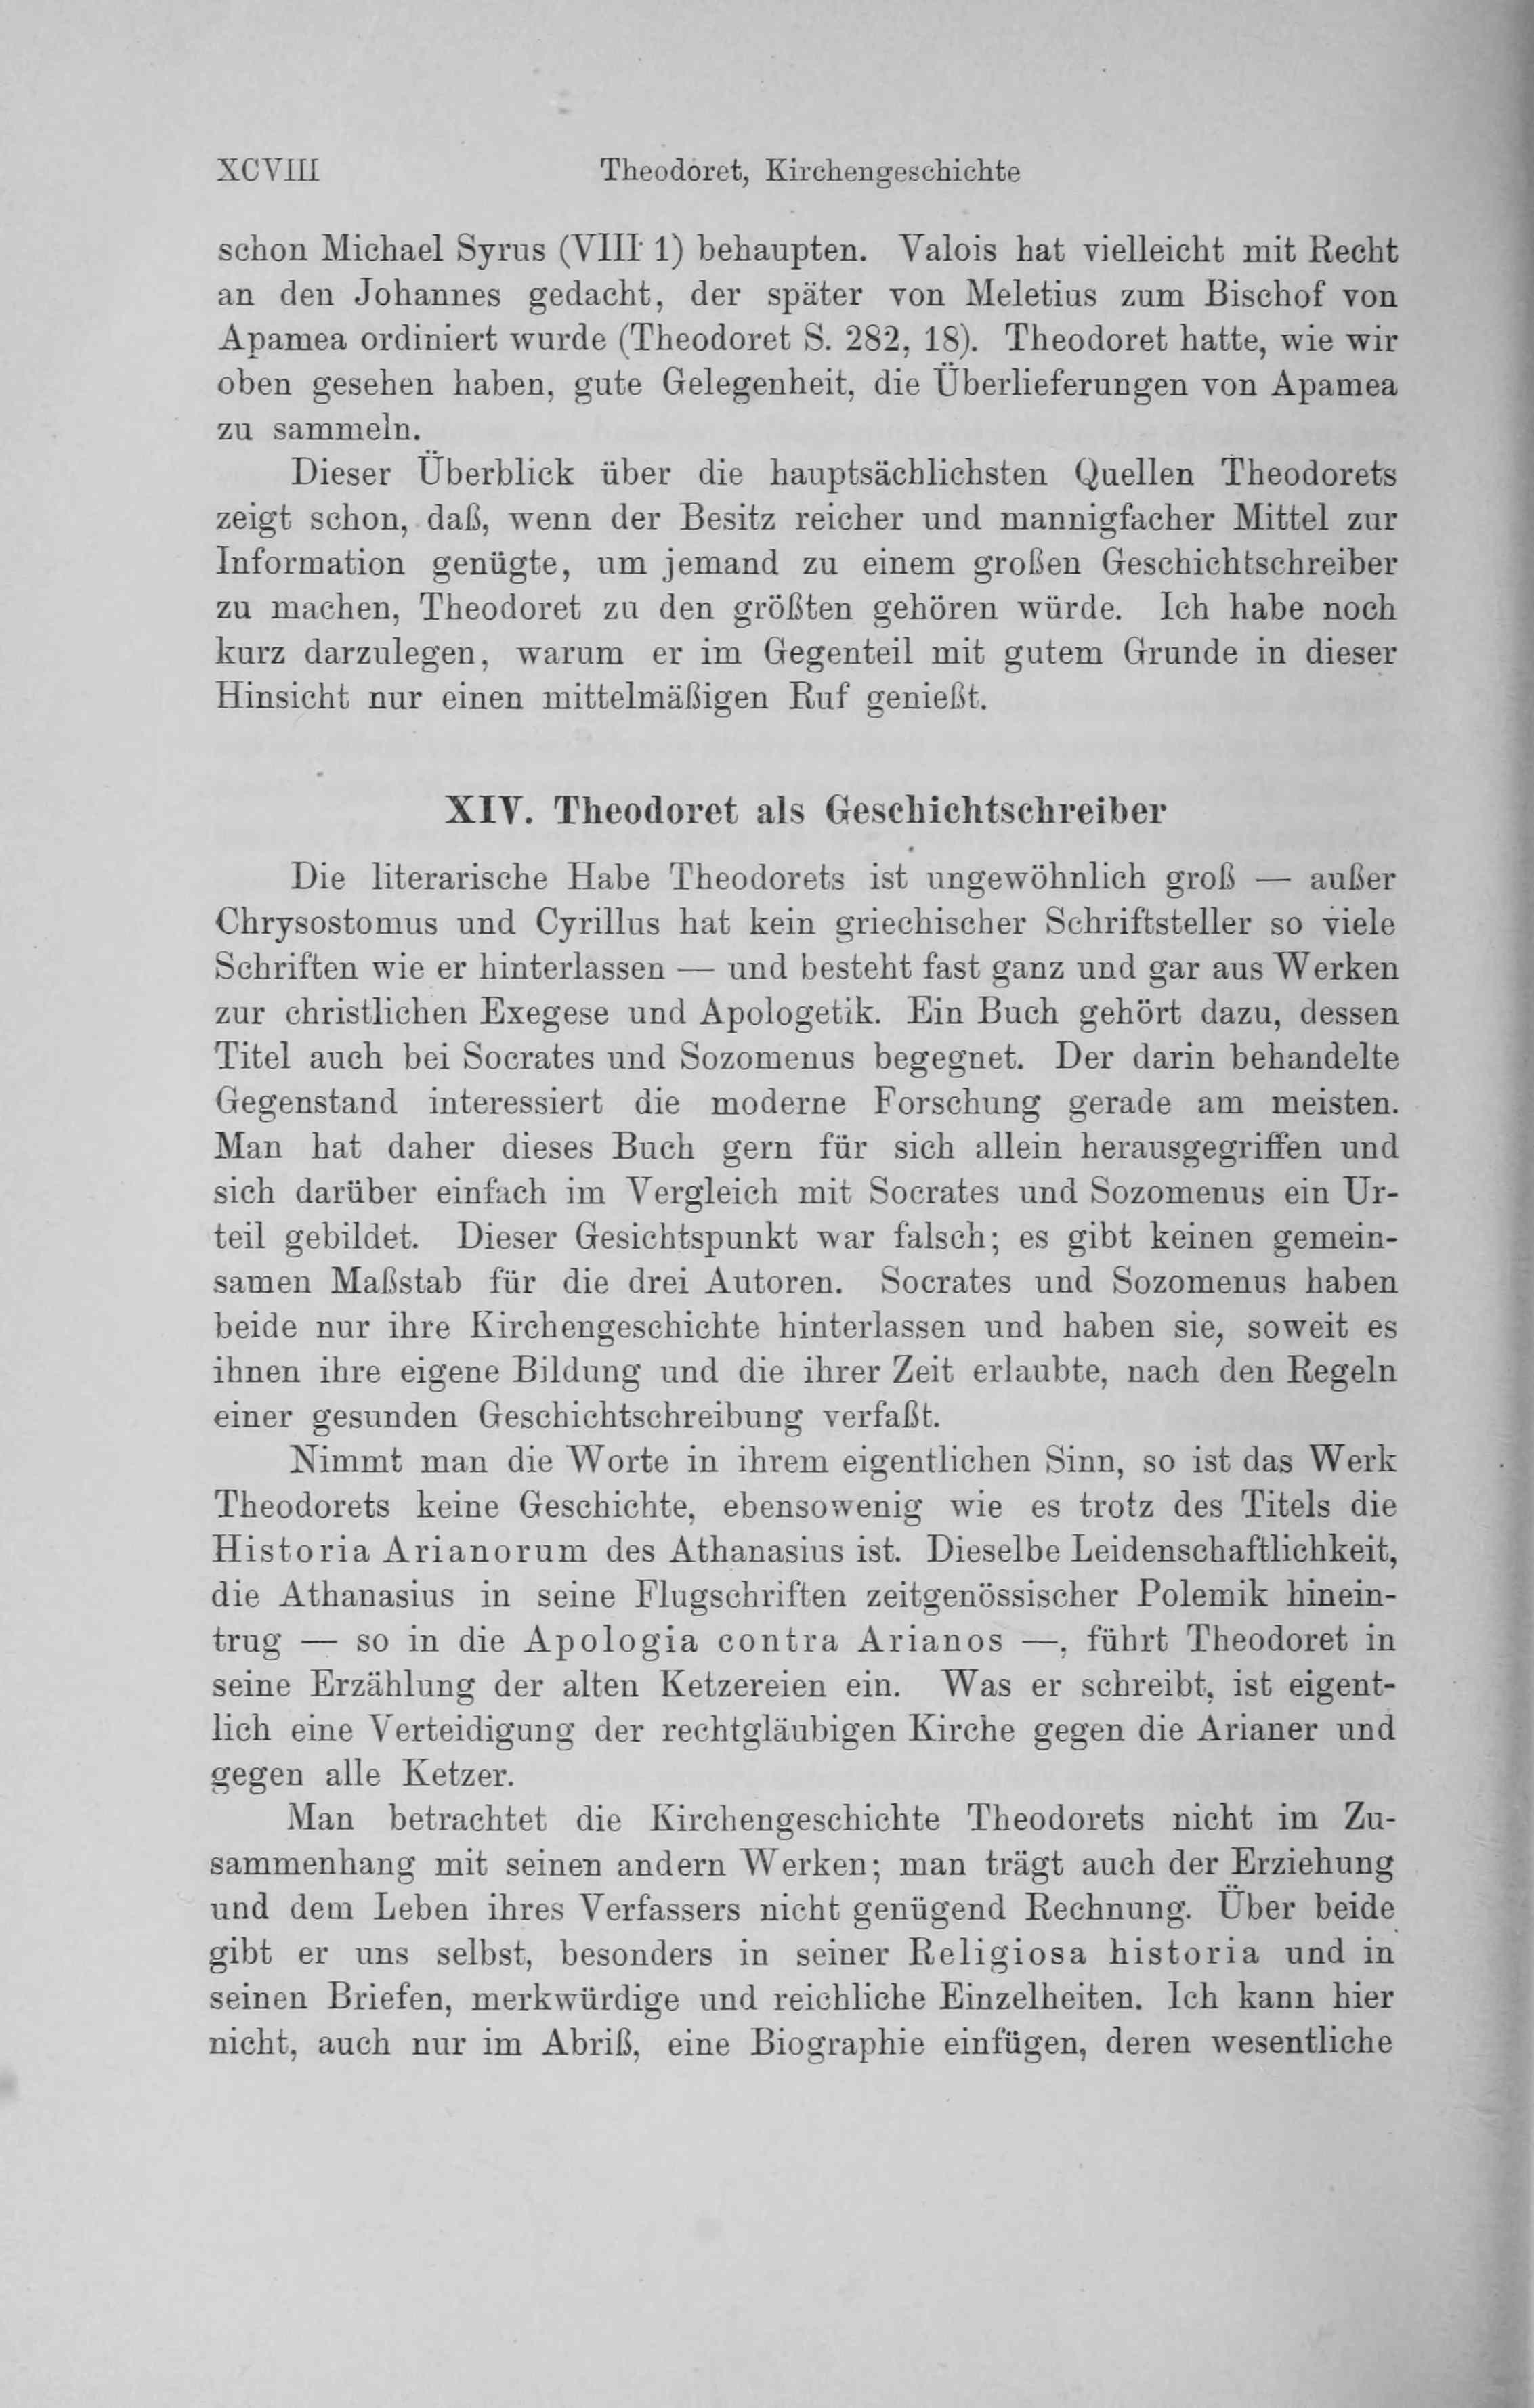 XCVIII Theodoret, Kirchengeschichte
schon Michael Syrus (VIII 1) behaupten. Valois hat vielleicht mit Recht
an den Johannes gedacht, der später von Meletius zum Bischof von
Apamea ordiniert wurde (Theodoret S. 282, 18). Theodoret hatte, wie wir
oben gesehen haben, gute Gelegenheit, die Überlieferungen von Apamea
zu sammeln.
Dieser Überblick über die hauptsächlichsten Quellen Theodorets
zeigt schon, daß, wenn der Besitz reicher und mannigfacher Mittel zur
Information genügte, um jemand zu einem großen Geschichtschreiber
zu machen, Theodoret zu den größten gehören würde. Ich habe noch
kurz darzulegen, warum er im Gegenteil mit gutem Grunde in dieser
Hinsicht nur einen mittelmäßigen Ruf genießt.
XIV. Theodoret als Geschichtschreiber
Die literarische Habe Theodorets ist ungewöhnlich groß — außer
Chrysostomus und Cyrillus hat kein griechischer Schriftsteller so viele
Schriften wie er hinterlassen — und besteht fast ganz und gar aus Werken
zur christlichen Exegese und Apologetik. Ein Buch gehört dazu, dessen
Titel auch bei Socrates und Sozomenus begegnet. Der darin behandelte
Gegenstand interessiert die moderne Forschung gerade am meisten.
Man hat daher dieses Buch gern für sich allein herausgegriffen und
sich darüber einfach im Vergleich mit Socrates und Sozomenus ein Ur-
teil gebildet. Dieser Gesichtspunkt war falsch; es gibt keinen gemein-
samen Maßstab für die drei Autoren. Socrates und Sozomenus haben
beide nur ihre Kirchengeschichte hinterlassen und haben sie, soweit es
ihnen ihre eigene Bildung und die ihrer Zeit erlaubte, nach den Regeln
einer gesunden Geschichtschreibung verfaßt.
Nimmt man die Worte in ihrem eigentlichen Sinn, so ist das Werk
Theodorets keine Geschichte, ebensowenig wie es trotz des Titels die
Historia Arianorum des Athanasius ist. Dieselbe Leidenschaftlichkeit,
die Athanasius in seine Flugschriften zeitgenössischer Polemik hinein-
trug — so in die Apologia contra Arianos —, führt Theodoret in
seine Erzählung der alten Ketzereien ein. Was er schreibt, ist eigent-
lich eine Verteidigung der rechtgläubigen Kirche gegen die Arianer und
gegen alle Ketzer.
Man betrachtet die Kirchengeschichte Theodorets nicht im Zu-
sammenhang mit seinen andern Werken; man trägt auch der Erziehung
und dem Leben ihres Verfassers nicht genügend Rechnung. Über beide
gibt er uns selbst, besonders in seiner Religiosa historia und in
seinen Briefen, merkwürdige und reichliche Einzelheiten. Ich kann hier
nicht, auch nur im Abriß, eine Biographie einfügen, deren wesentliche